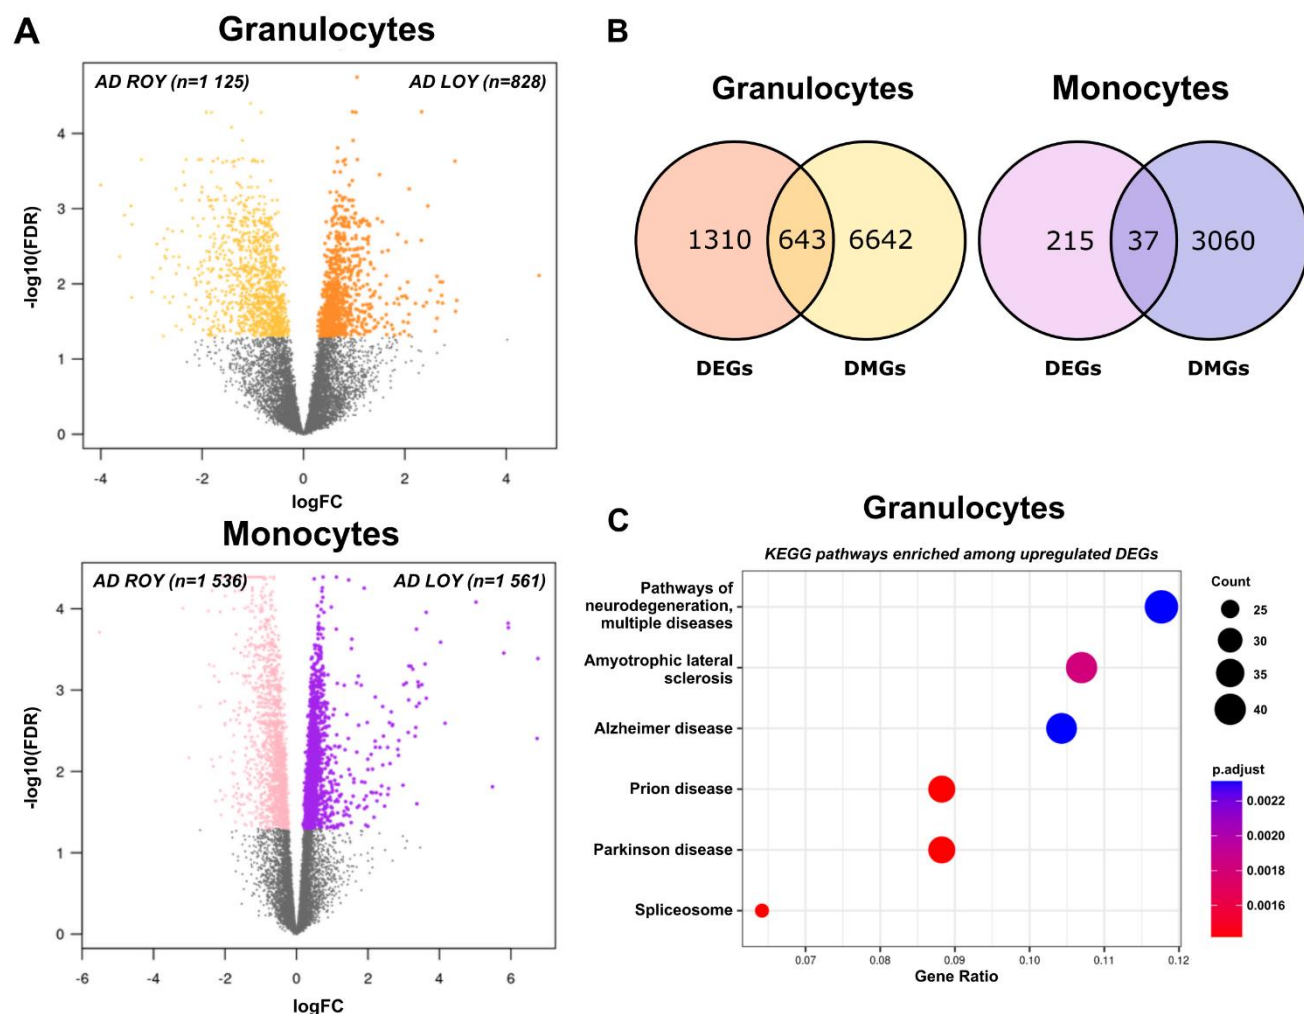 A
Granulocytes
AD ROY (n=1 125)
AD LOY (n=828)
-log10(FDR)
4
3
2
1
0
-4
-2
0
2
4
logFC
Monocytes
AD ROY (n=1 536)
AD LOY (n=1 561)
-log10(FDR)
4
3
2
1
0
-6
-4
-2
0
2
4
6
logFC
B
Granulocytes
1310
643
6642
DEGs
DMGs
Monocytes
215
37
3060
DEGs
DMGs
C
Granulocytes
KEGG pathways enriched among upregulated DEGs
Pathways of
neurodegeneration,
multiple diseases
Amyotrophic lateral
sclerosis
Alzheimer disease
Prion disease
Parkinson disease
Spliceosome
0.07
0.08
0.09
0.10
0.11
0.12
Gene Ratio
Count
25
30
35
40
p.adjust
0.0022
0.0020
0.0018
0.0016